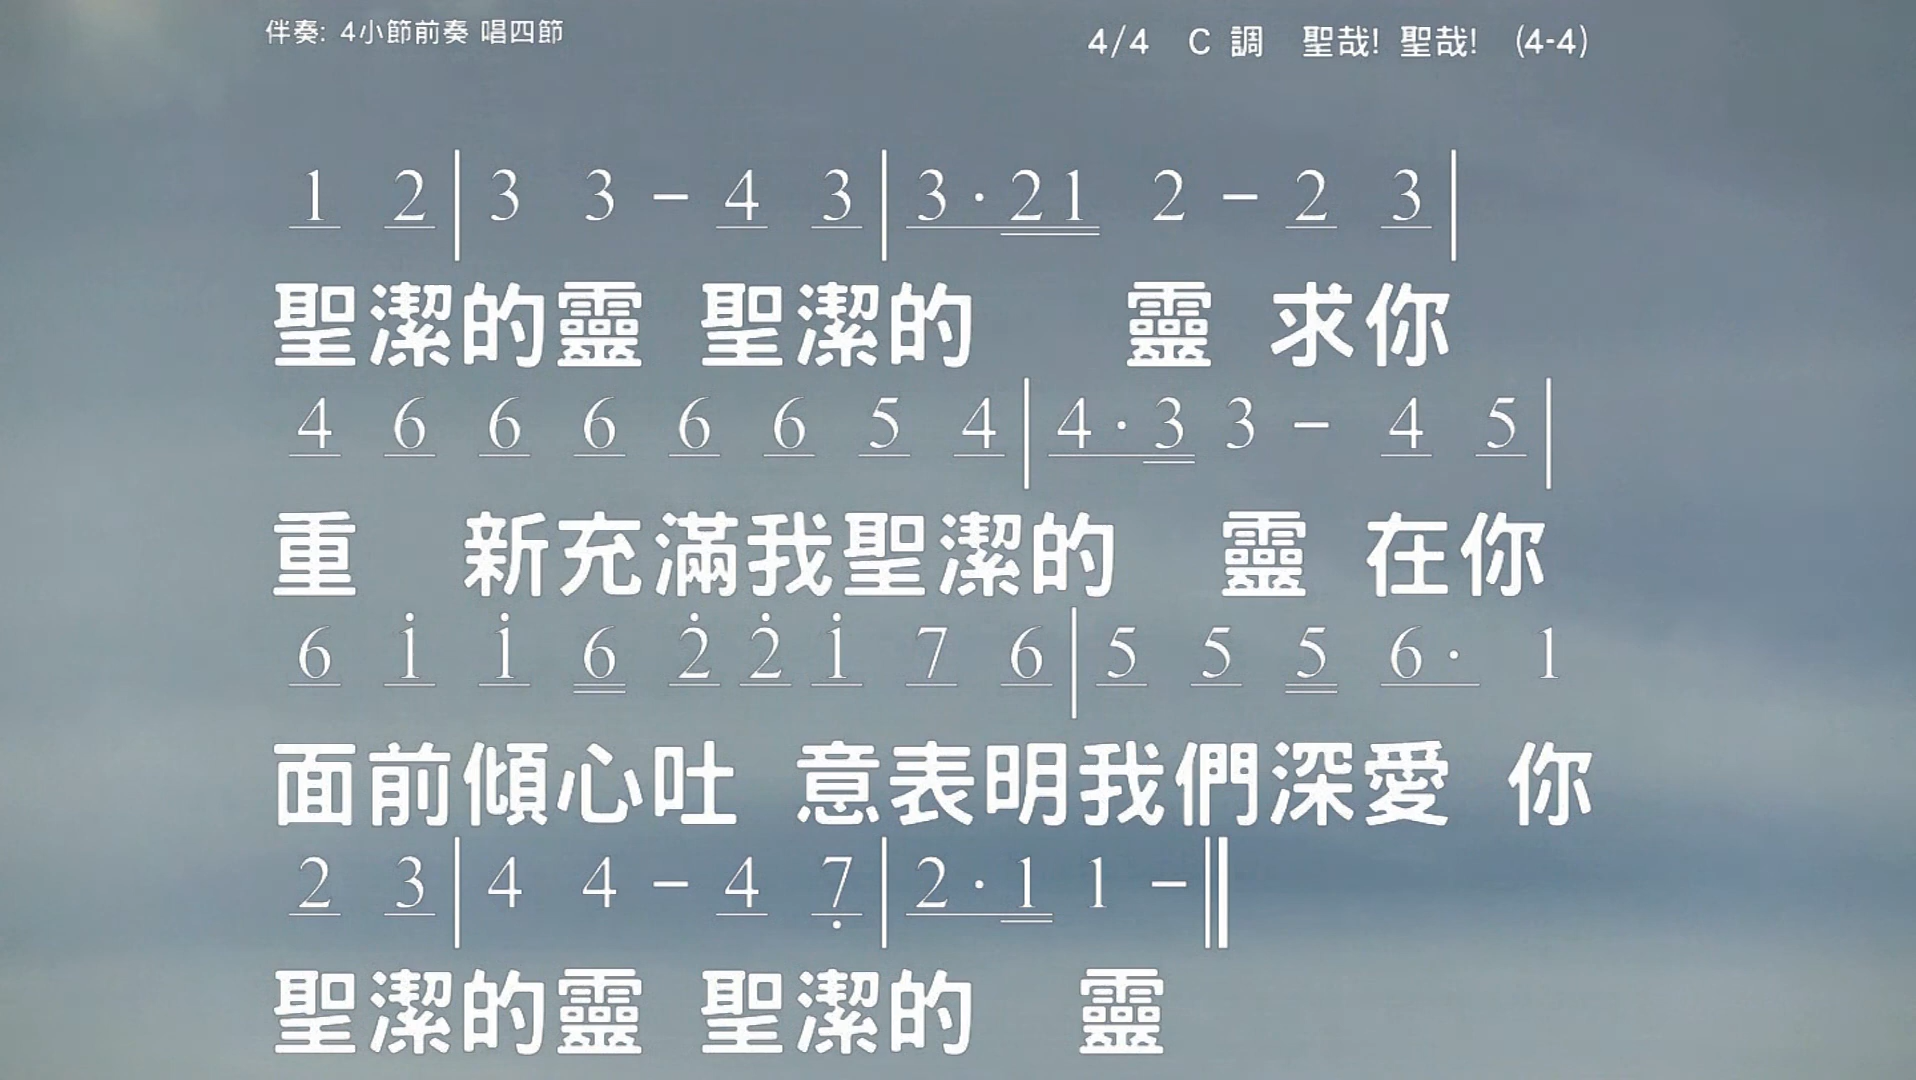 伴奏: 4小節前奏 唱四節
4/4 C 調 聖哉! 聖哉! (4-4)
1 2 | 3 3 – 4 3 | 3 · 2 1 2 – 2 3 |
聖潔的靈 聖潔的 靈 求你
4 6 6 6 6 6 5 4 | 4 · 3 3 – 4 5 |
重 新充滿我聖潔的 靈 在你
6 1̇ 1̇ 6 2̇ 2̇ 1̇ 7 6 | 5 5 5 6 · 1
面前傾心吐 意表明我們深愛 你
2 3 | 4 4 – 4 7̣ | 2 · 1 1 – ‖
聖潔的靈 聖潔的 靈